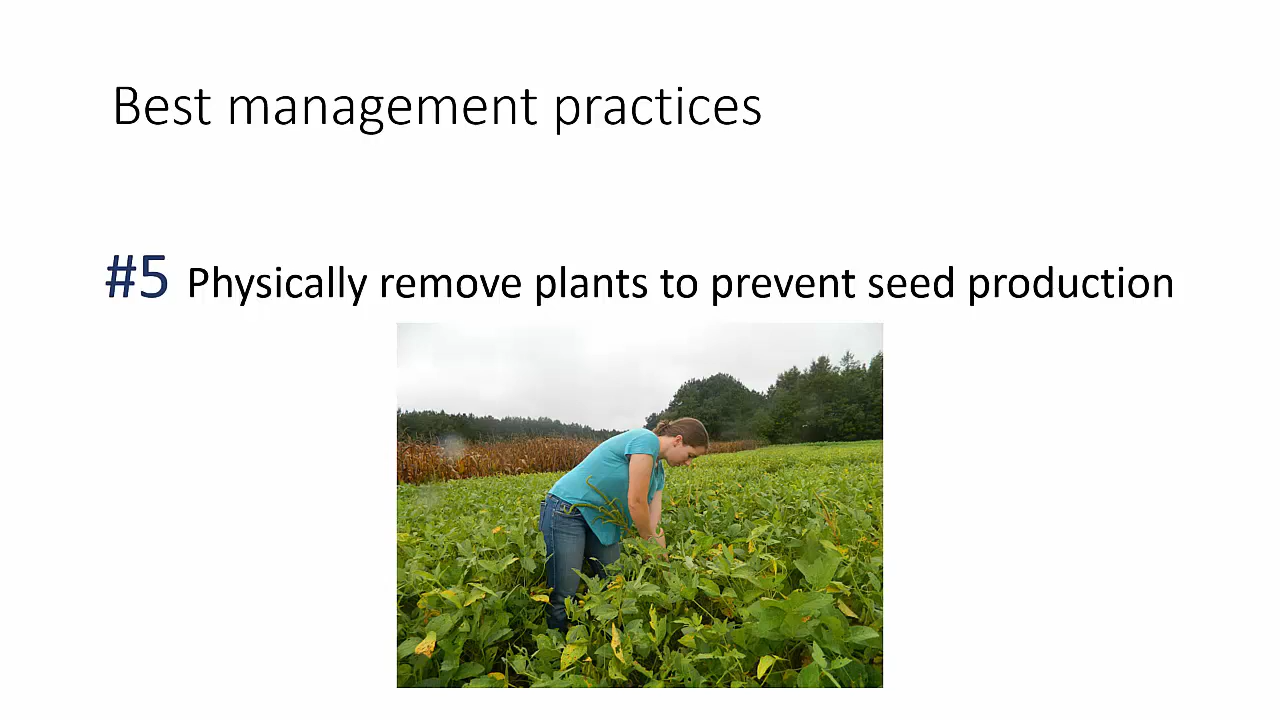 Best management practices
#5 Physically remove plants to prevent seed production